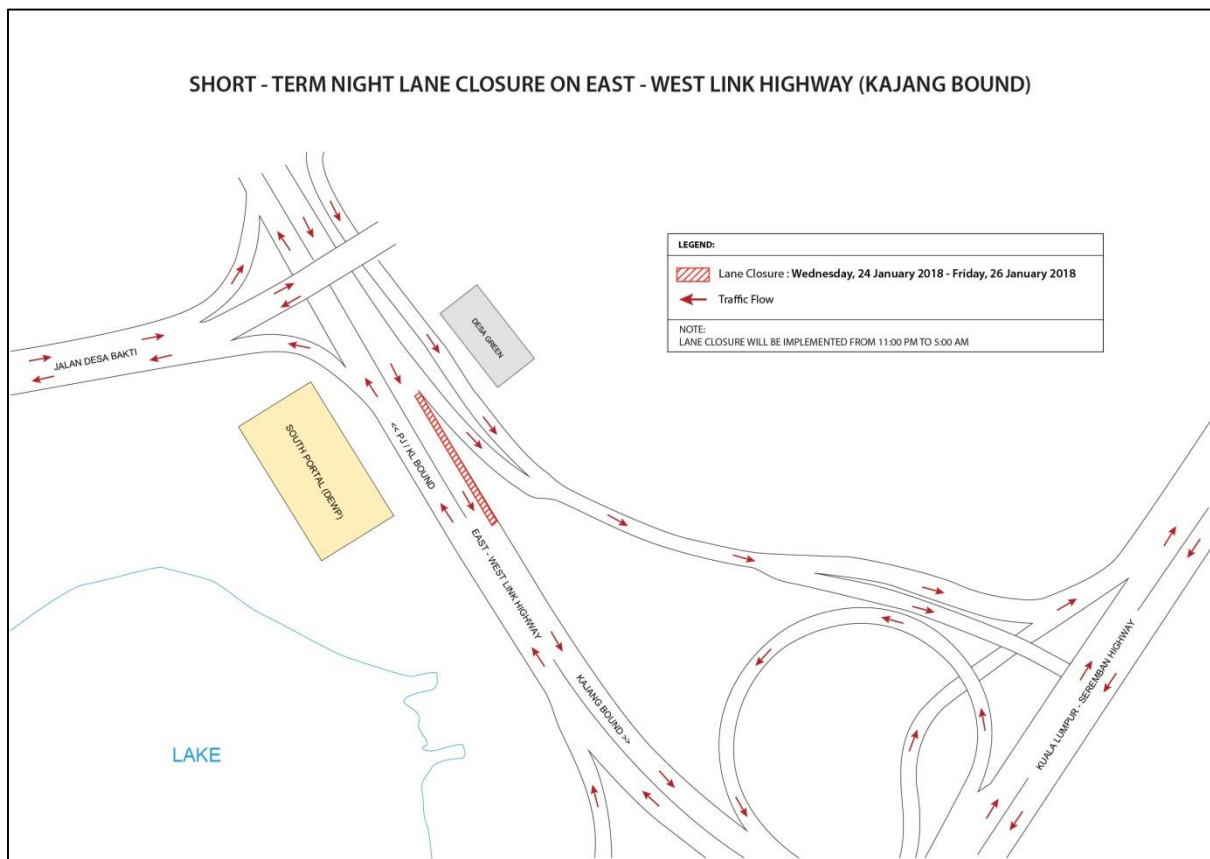 SHORT - TERM NIGHT LANE CLOSURE ON EAST - WEST LINK HIGHWAY (KAJANG BOUND)
LEGEND:
Lane Closure : Wednesday, 24 January 2018 - Friday, 26 January 2018
Traffic Flow
NOTE:
LANE CLOSURE WILL BE IMPLEMENTED FROM 11:00 PM TO 5:00 AM
JALAN DESA BAKTI
DESA GREEN
SOUTH PORTAL (DEWP)
<< PJ / KL BOUND
EAST - WEST LINK HIGHWAY
KAJANG BOUND >>
KUALA LUMPUR - SEREMBAN HIGHWAY
LAKE